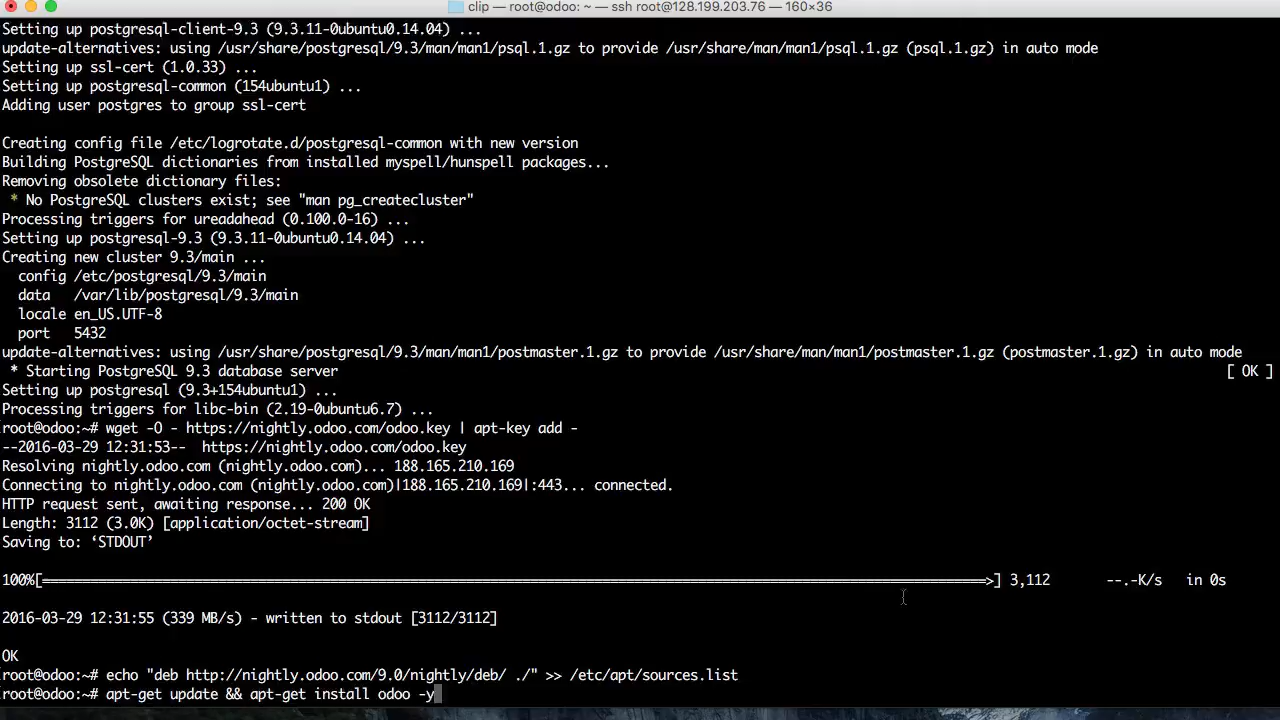 clip — root@odoo: ~ — ssh root@128.199.203.76 — 160×36
Setting up postgresql-client-9.3 (9.3.11-0ubuntu0.14.04) ...
update-alternatives: using /usr/share/postgresql/9.3/man/man1/psql.1.gz to provide /usr/share/man/man1/psql.1.gz (psql.1.gz) in auto mode
Setting up ssl-cert (1.0.33) ...
Setting up postgresql-common (154ubuntu1) ...
Adding user postgres to group ssl-cert
Creating config file /etc/logrotate.d/postgresql-common with new version
Building PostgreSQL dictionaries from installed myspell/hunspell packages...
Removing obsolete dictionary files:
* No PostgreSQL clusters exist; see "man pg_createcluster"
Processing triggers for ureadahead (0.100.0-16) ...
Setting up postgresql-9.3 (9.3.11-0ubuntu0.14.04) ...
Creating new cluster 9.3/main ...
config /etc/postgresql/9.3/main
data /var/lib/postgresql/9.3/main
locale en_US.UTF-8
port 5432
update-alternatives: using /usr/share/postgresql/9.3/man/man1/postmaster.1.gz to provide /usr/share/man/man1/postmaster.1.gz (postmaster.1.gz) in auto mode
* Starting PostgreSQL 9.3 database server [ OK ]
Setting up postgresql (9.3+154ubuntu1) ...
Processing triggers for libc-bin (2.19-0ubuntu6.7) ...
root@odoo:~# wget -O - https://nightly.odoo.com/odoo.key | apt-key add -
--2016-03-29 12:31:53-- https://nightly.odoo.com/odoo.key
Resolving nightly.odoo.com (nightly.odoo.com)... 188.165.210.169
Connecting to nightly.odoo.com (nightly.odoo.com)|188.165.210.169|:443... connected.
HTTP request sent, awaiting response... 200 OK
Length: 3112 (3.0K) [application/octet-stream]
Saving to: ‘STDOUT’
100%[======================================================================================================================>] 3,112 --.-K/s in 0s
2016-03-29 12:31:55 (339 MB/s) - written to stdout [3112/3112]
OK
root@odoo:~# echo "deb http://nightly.odoo.com/9.0/nightly/deb/ ./" >> /etc/apt/sources.list
root@odoo:~# apt-get update && apt-get install odoo -y